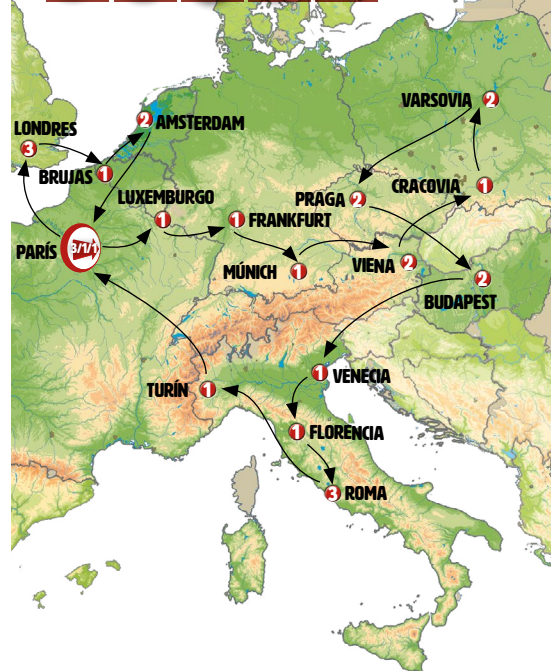 VARSOVIA
2
LONDRES
3
2
AMSTERDAM
BRUJAS
1
LUXEMBURGO
1
1
FRANKFURT
PRAGA
2
CRACOVIA
1
PARÍS
3/1/1
MÚNICH
1
VIENA
2
2
BUDAPEST
TURÍN
1
1
VENECIA
1
FLORENCIA
3
ROMA